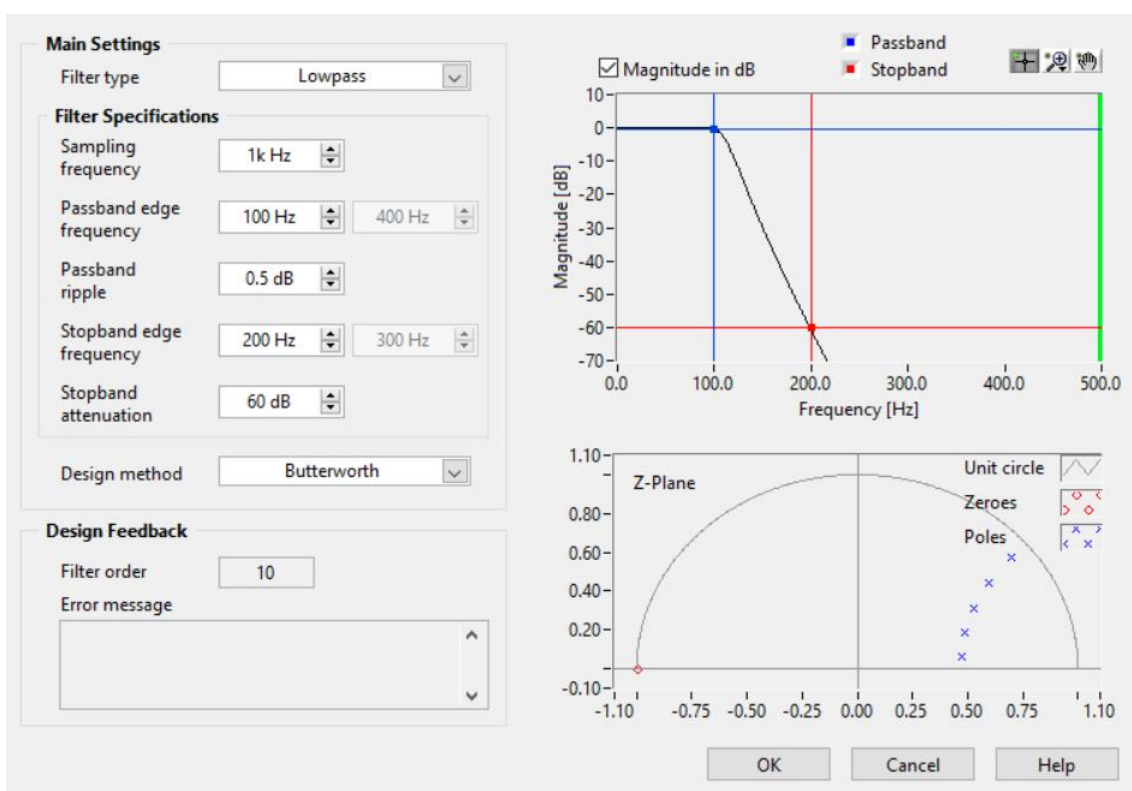 Main Settings
Filter type
Lowpass
Filter Specifications
Sampling
frequency
1k Hz
Passband edge
frequency
100 Hz
400 Hz
Passband
ripple
0.5 dB
Stopband edge
frequency
200 Hz
300 Hz
Stopband
attenuation
60 dB
Design method
Butterworth
Design Feedback
Filter order
10
Error message
Magnitude in dB
Passband
Stopband
Magnitude [dB]
10
0
-10
-20
-30
-40
-50
-60
-70
0.0 100.0 200.0 300.0 400.0 500.0
Frequency [Hz]
Z-Plane
Unit circle
Zeroes
Poles
1.10
0.80
0.60
0.40
0.20
-0.10
-1.10 -0.75 -0.50 -0.25 0.00 0.25 0.50 0.75 1.10
OK Cancel Help